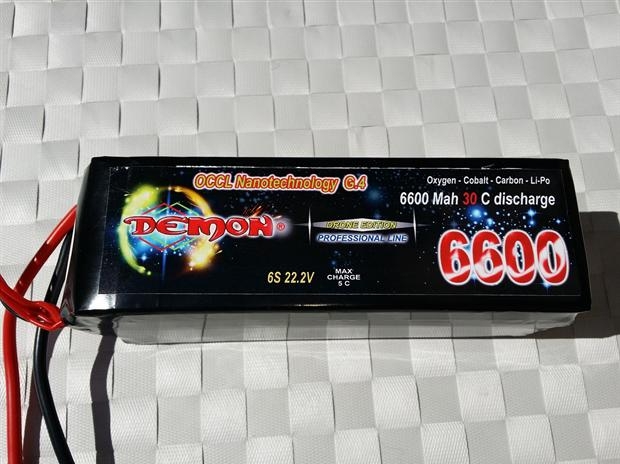 OCCL Nanotechnology G.4
Oxygen - Cobalt - Carbon - Li-Po
6600 Mah 30 C discharge
DEMON®
DRONE EDITION
PROFESSIONAL LINE
6600
6S 22.2V
MAX
CHARGE
5 C